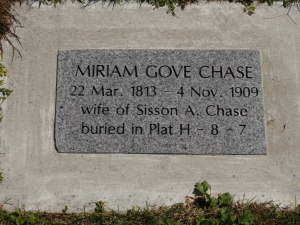 MIRIAM GOVE CHASE
22 Mar. 1813 - 4 Nov. 1909
wife of Sisson A. Chase
buried in Plat H - 8 - 7